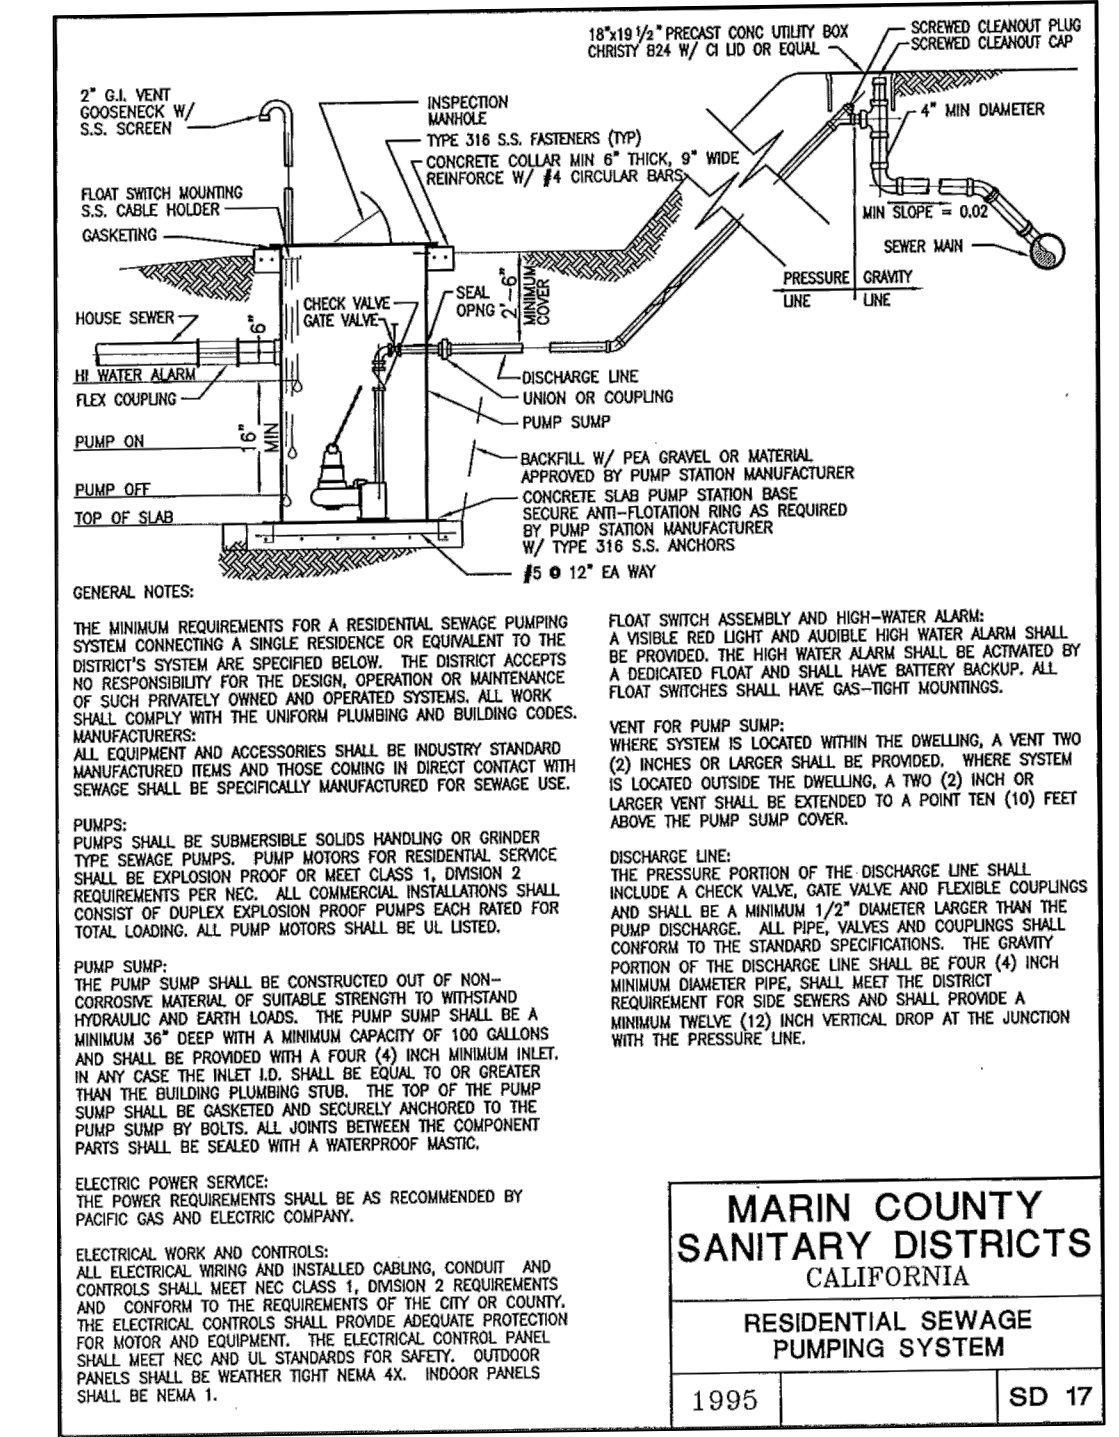 18"x19 1/2" PRECAST CONC UTILITY BOX
CHRISTY B24 W/ CI LID OR EQUAL
SCREWED CLEANOUT PLUG
SCREWED CLEANOUT CAP
2" G.I. VENT
GOOSENECK W/
S.S. SCREEN
INSPECTION
MANHOLE
TYPE 316 S.S. FASTENERS (TYP)
CONCRETE COLLAR MIN 6" THICK, 9" WIDE
REINFORCE W/ #4 CIRCULAR BARS
4" MIN DIAMETER
FLOAT SWITCH MOUNTING
S.S. CABLE HOLDER
GASKETING
MIN SLOPE = 0.02
SEWER MAIN
PRESSURE
LINE
GRAVITY
LINE
CHECK VALVE
GATE VALVE
SEAL
OPNG
2'-6"
MINIMUM
COVER
HOUSE SEWER
6"
HI WATER ALARM
FLEX COUPLING
16"
MIN
DISCHARGE LINE
UNION OR COUPLING
PUMP SUMP
PUMP ON
PUMP OFF
TOP OF SLAB
BACKFILL W/ PEA GRAVEL OR MATERIAL
APPROVED BY PUMP STATION MANUFACTURER
CONCRETE SLAB PUMP STATION BASE
SECURE ANTI-FLOTATION RING AS REQUIRED
BY PUMP STATION MANUFACTURER
W/ TYPE 316 S.S. ANCHORS
#5 @ 12" EA WAY
GENERAL NOTES:
THE MINIMUM REQUIREMENTS FOR A RESIDENTIAL SEWAGE PUMPING
SYSTEM CONNECTING A SINGLE RESIDENCE OR EQUIVALENT TO THE
DISTRICT'S SYSTEM ARE SPECIFIED BELOW. THE DISTRICT ACCEPTS
NO RESPONSIBILITY FOR THE DESIGN, OPERATION OR MAINTENANCE
OF SUCH PRIVATELY OWNED AND OPERATED SYSTEMS. ALL WORK
SHALL COMPLY WITH THE UNIFORM PLUMBING AND BUILDING CODES.
MANUFACTURERS:
ALL EQUIPMENT AND ACCESSORIES SHALL BE INDUSTRY STANDARD
MANUFACTURED ITEMS AND THOSE COMING IN DIRECT CONTACT WITH
SEWAGE SHALL BE SPECIFICALLY MANUFACTURED FOR SEWAGE USE.
PUMPS:
PUMPS SHALL BE SUBMERSIBLE SOLIDS HANDLING OR GRINDER
TYPE SEWAGE PUMPS. PUMP MOTORS FOR RESIDENTIAL SERVICE
SHALL BE EXPLOSION PROOF OR MEET CLASS 1, DIVISION 2
REQUIREMENTS PER NEC. ALL COMMERCIAL INSTALLATIONS SHALL
CONSIST OF DUPLEX EXPLOSION PROOF PUMPS EACH RATED FOR
TOTAL LOADING. ALL PUMP MOTORS SHALL BE UL LISTED.
PUMP SUMP:
THE PUMP SUMP SHALL BE CONSTRUCTED OUT OF NON-
CORROSIVE MATERIAL OF SUITABLE STRENGTH TO WITHSTAND
HYDRAULIC AND EARTH LOADS. THE PUMP SUMP SHALL BE A
MINIMUM 36" DEEP WITH A MINIMUM CAPACITY OF 100 GALLONS
AND SHALL BE PROVIDED WITH A FOUR (4) INCH MINIMUM INLET.
IN ANY CASE THE INLET I.D. SHALL BE EQUAL TO OR GREATER
THAN THE BUILDING PLUMBING STUB. THE TOP OF THE PUMP
SUMP SHALL BE GASKETED AND SECURELY ANCHORED TO THE
PUMP SUMP BY BOLTS. ALL JOINTS BETWEEN THE COMPONENT
PARTS SHALL BE SEALED WITH A WATERPROOF MASTIC.
ELECTRIC POWER SERVICE:
THE POWER REQUIREMENTS SHALL BE AS RECOMMENDED BY
PACIFIC GAS AND ELECTRIC COMPANY.
ELECTRICAL WORK AND CONTROLS:
ALL ELECTRICAL WIRING AND INSTALLED CABLING, CONDUIT AND
CONTROLS SHALL MEET NEC CLASS 1, DIVISION 2 REQUIREMENTS
AND CONFORM TO THE REQUIREMENTS OF THE CITY OR COUNTY.
THE ELECTRICAL CONTROLS SHALL PROVIDE ADEQUATE PROTECTION
FOR MOTOR AND EQUIPMENT. THE ELECTRICAL CONTROL PANEL
SHALL MEET NEC AND UL STANDARDS FOR SAFETY. OUTDOOR
PANELS SHALL BE WEATHER TIGHT NEMA 4X. INDOOR PANELS
SHALL BE NEMA 1.
FLOAT SWITCH ASSEMBLY AND HIGH-WATER ALARM:
A VISIBLE RED LIGHT AND AUDIBLE HIGH WATER ALARM SHALL
BE PROVIDED. THE HIGH WATER ALARM SHALL BE ACTIVATED BY
A DEDICATED FLOAT AND SHALL HAVE BATTERY BACKUP. ALL
FLOAT SWITCHES SHALL HAVE GAS-TIGHT MOUNTINGS.
VENT FOR PUMP SUMP:
WHERE SYSTEM IS LOCATED WITHIN THE DWELLING, A VENT TWO
(2) INCHES OR LARGER SHALL BE PROVIDED. WHERE SYSTEM
IS LOCATED OUTSIDE THE DWELLING, A TWO (2) INCH OR
LARGER VENT SHALL BE EXTENDED TO A POINT TEN (10) FEET
ABOVE THE PUMP SUMP COVER.
DISCHARGE LINE:
THE PRESSURE PORTION OF THE DISCHARGE LINE SHALL
INCLUDE A CHECK VALVE, GATE VALVE AND FLEXIBLE COUPLINGS
AND SHALL BE A MINIMUM 1/2" DIAMETER LARGER THAN THE
PUMP DISCHARGE. ALL PIPE, VALVES AND COUPLINGS SHALL
CONFORM TO THE STANDARD SPECIFICATIONS. THE GRAVITY
PORTION OF THE DISCHARGE LINE SHALL BE FOUR (4) INCH
MINIMUM DIAMETER PIPE, SHALL MEET THE DISTRICT
REQUIREMENT FOR SIDE SEWERS AND SHALL PROVIDE A
MINIMUM TWELVE (12) INCH VERTICAL DROP AT THE JUNCTION
WITH THE PRESSURE LINE.
MARIN COUNTY
SANITARY DISTRICTS
CALIFORNIA
RESIDENTIAL SEWAGE
PUMPING SYSTEM
1995
SD 17